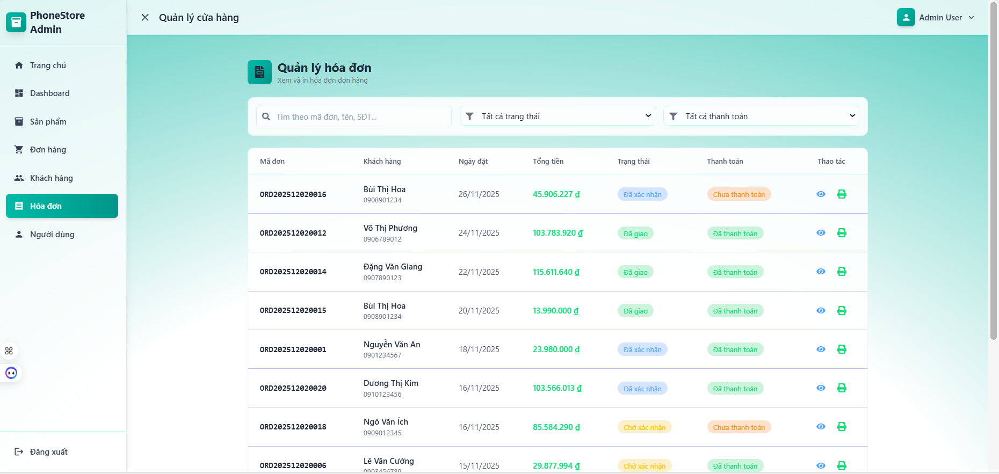 PhoneStore
Admin
Quản lý cửa hàng
Admin User
Trang chủ
Dashboard
Sản phẩm
Đơn hàng
Khách hàng
Hóa đơn
Người dùng
Đăng xuất
Quản lý hóa đơn
Xem và in hóa đơn đơn hàng
Tìm theo mã đơn, tên, SĐT...
Tất cả trạng thái
Tất cả thanh toán
Mã đơn Khách hàng Ngày đặt Tổng tiền Trạng thái Thanh toán Thao tác
ORD202512020016 Bùi Thị Hoa 26/11/2025 45.906.227 ₫ Đã xác nhận Chưa thanh toán
0908901234
ORD202512020012 Võ Thị Phương 24/11/2025 103.783.920 ₫ Đã giao Đã thanh toán
0906789012
ORD202512020014 Đặng Văn Giang 22/11/2025 115.611.640 ₫ Đã giao Đã thanh toán
0907890123
ORD202512020015 Bùi Thị Hoa 20/11/2025 13.990.000 ₫ Đã giao Đã thanh toán
0908901234
ORD202512020001 Nguyễn Văn An 18/11/2025 23.980.000 ₫ Đã xác nhận Đã thanh toán
0901234567
ORD202512020020 Dương Thị Kim 16/11/2025 103.566.013 ₫ Đã xác nhận Đã thanh toán
0910123456
ORD202512020018 Ngô Văn Ích 16/11/2025 85.584.290 ₫ Chờ xác nhận Chưa thanh toán
0909012345
ORD202512020006 Lê Văn Cường 15/11/2025 29.877.994 ₫ Chờ xác nhận Đã thanh toán
0903456789